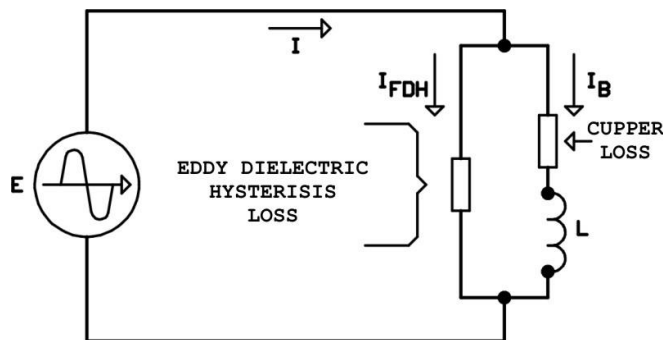 I
I_FDH
I_B
CUPPER
LOSS
EDDY DIELECTRIC
HYSTERISIS
LOSS
E
L